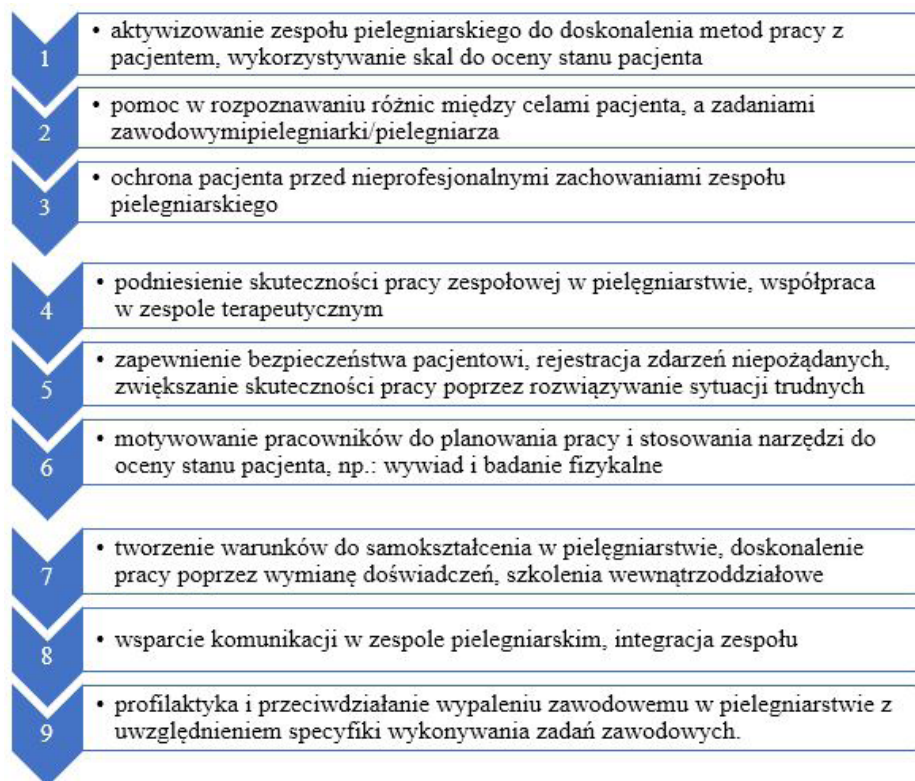 1
• aktywizowanie zespołu pielegniarskiego do doskonalenia metod pracy z
pacjentem, wykorzystywanie skal do oceny stanu pacjenta
2
• pomoc w rozpoznawaniu różnic między celami pacjenta, a zadaniami
zawodowymipielegniarki/pielegniarza
3
• ochrona pacjenta przed nieprofesjonalnymi zachowaniami zespołu
pielegniarskiego
4
• podniesienie skuteczności pracy zespołowej w pielęgniarstwie, współpraca
w zespole terapeutycznym
5
• zapewnienie bezpieczeństwa pacjentowi, rejestracja zdarzeń niepożądanych,
zwiększanie skuteczności pracy poprzez rozwiązywanie sytuacji trudnych
6
• motywowanie pracowników do planowania pracy i stosowania narzędzi do
oceny stanu pacjenta, np.: wywiad i badanie fizykalne
7
• tworzenie warunków do samokształcenia w pielęgniarstwie, doskonalenie
pracy poprzez wymianę doświadczeń, szkolenia wewnątrzoddziałowe
8
• wsparcie komunikacji w zespole pielegniarskim, integracja zespołu
9
• profilaktyka i przeciwdziałanie wypaleniu zawodowemu w pielęgniarstwie z
uwzględnieniem specyfiki wykonywania zadań zawodowych.